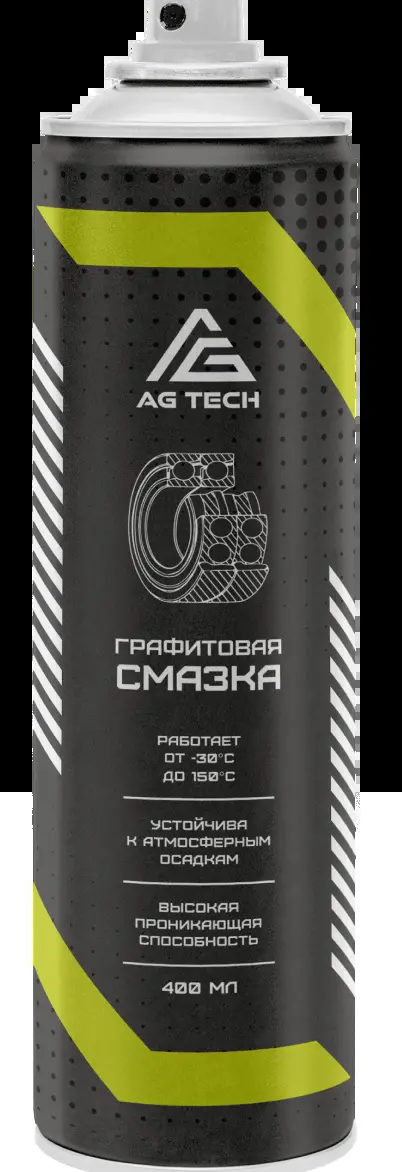 AG TECH
ГРАФИТОВАЯ
СМАЗКА
РАБОТАЕТ
ОТ -30°C
ДО 150°C
УСТОЙЧИВА
К АТМОСФЕРНЫМ
ОСАДКАМ
ВЫСОКАЯ
ПРОНИКАЮЩАЯ
СПОСОБНОСТЬ
400 МЛ